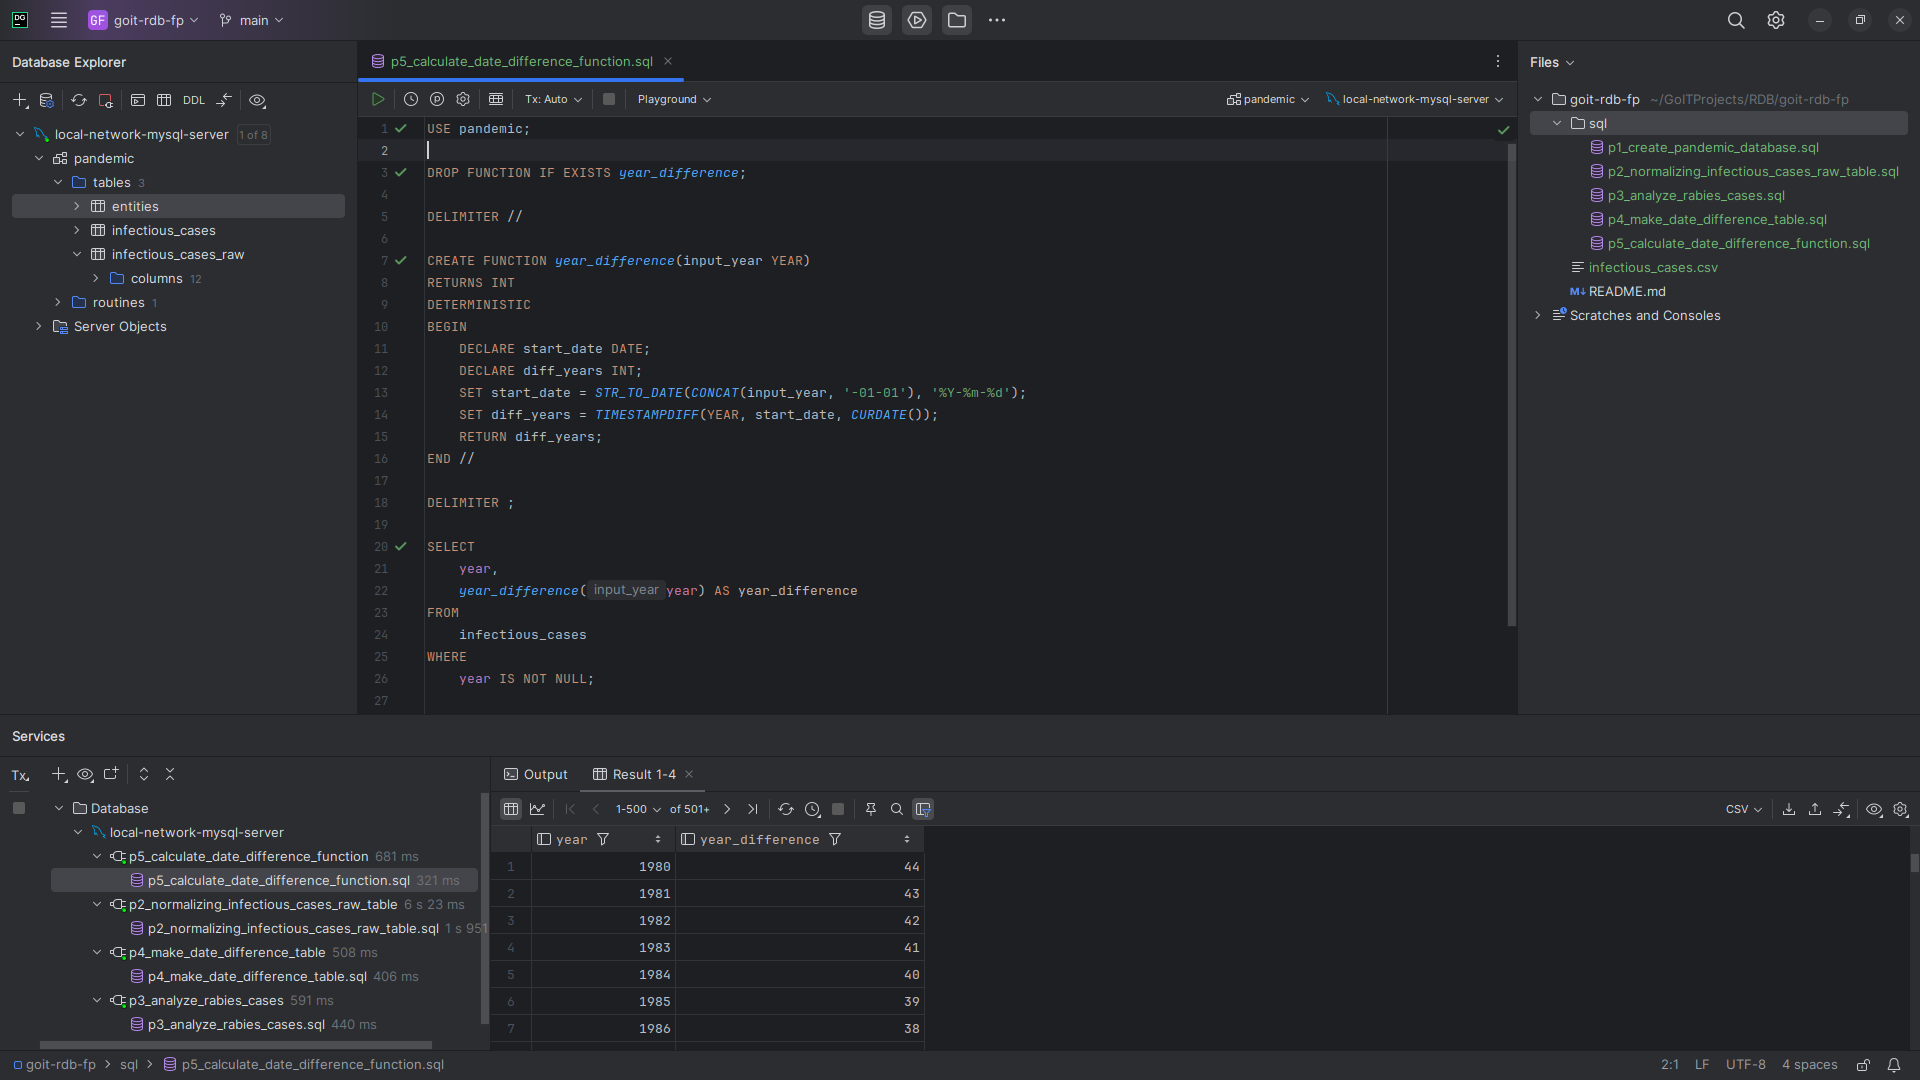 DG
GF goit-rdb-fp main
Database Explorer
DDL
local-network-mysql-server 1 of 8
pandemic
tables 3
entities
infectious_cases
infectious_cases_raw
columns 12
routines 1
Server Objects
p5_calculate_date_difference_function.sql
Tx: Auto Playground pandemic local-network-mysql-server
1 USE pandemic;
2
3 DROP FUNCTION IF EXISTS year_difference;
4
5 DELIMITER //
6
7 CREATE FUNCTION year_difference(input_year YEAR)
8 RETURNS INT
9 DETERMINISTIC
10 BEGIN
11 DECLARE start_date DATE;
12 DECLARE diff_years INT;
13 SET start_date = STR_TO_DATE(CONCAT(input_year, '-01-01'), '%Y-%m-%d');
14 SET diff_years = TIMESTAMPDIFF(YEAR, start_date, CURDATE());
15 RETURN diff_years;
16 END //
17
18 DELIMITER ;
19
20 SELECT
21 year,
22 year_difference( input_year year) AS year_difference
23 FROM
24 infectious_cases
25 WHERE
26 year IS NOT NULL;
27
Files
goit-rdb-fp ~/GoITProjects/RDB/goit-rdb-fp
sql
p1_create_pandemic_database.sql
p2_normalizing_infectious_cases_raw_table.sql
p3_analyze_rabies_cases.sql
p4_make_date_difference_table.sql
p5_calculate_date_difference_function.sql
infectious_cases.csv
M↓ README.md
Scratches and Consoles
Services
Tx
Database
local-network-mysql-server
p5_calculate_date_difference_function 681 ms
p5_calculate_date_difference_function.sql 321 ms
p2_normalizing_infectious_cases_raw_table 6 s 23 ms
p2_normalizing_infectious_cases_raw_table.sql 1 s 951
p4_make_date_difference_table 508 ms
p4_make_date_difference_table.sql 406 ms
p3_analyze_rabies_cases 591 ms
p3_analyze_rabies_cases.sql 440 ms
Output Result 1-4
1-500 of 501+ CSV
year year_difference
1 1980 44
2 1981 43
3 1982 42
4 1983 41
5 1984 40
6 1985 39
7 1986 38
goit-rdb-fp > sql > p5_calculate_date_difference_function.sql
2:1 LF UTF-8 4 spaces